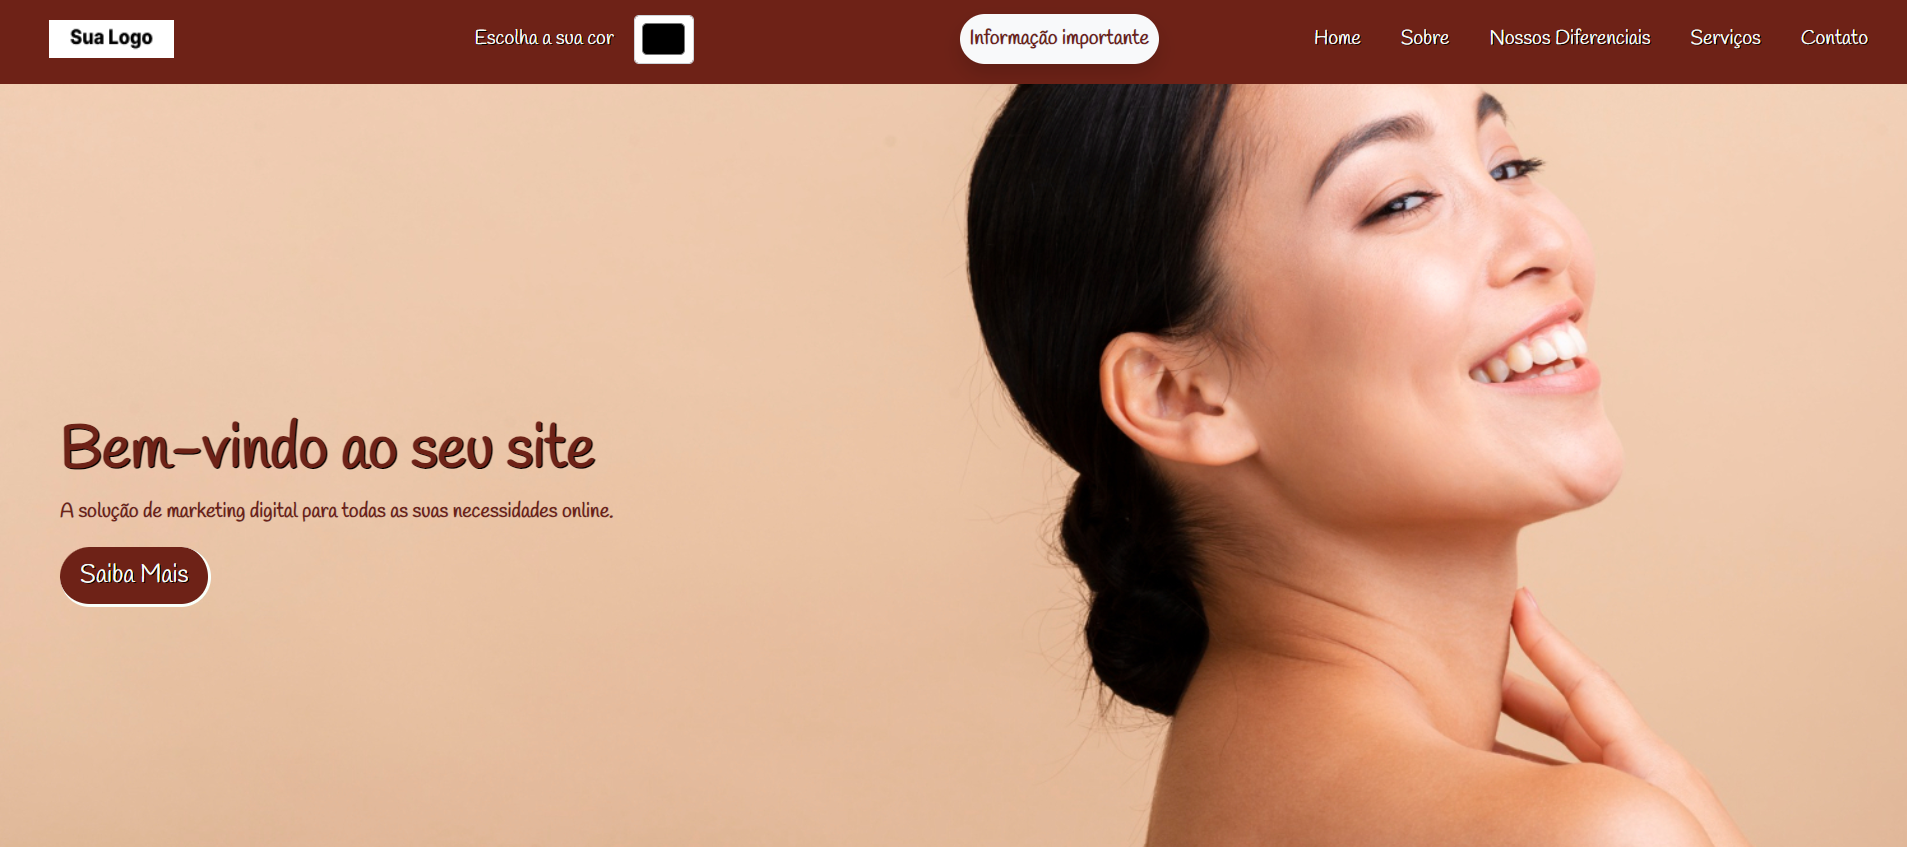 Sua Logo
Escolha a sua cor
Informação importante
Home
Sobre
Nossos Diferenciais
Serviços
Contato
Bem-vindo ao seu site
A solução de marketing digital para todas as suas necessidades online.
Saiba Mais